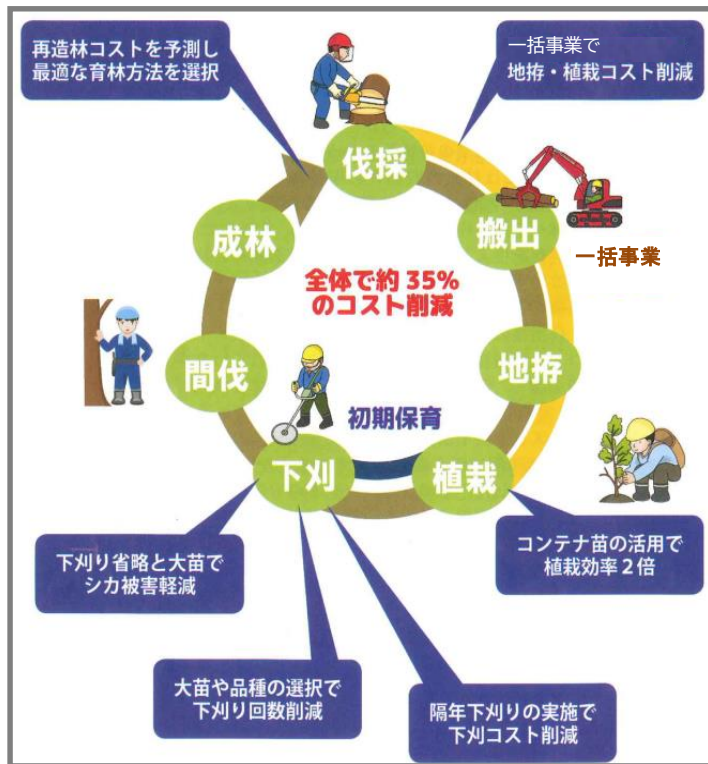 再造林コストを予測し
最適な育林方法を選択
一括事業で
地拵・植栽コスト削減
伐採
搬出
一括事業
成林
全体で約35%
のコスト削減
地拵
間伐
初期保育
下刈
植栽
下刈り省略と大苗で
シカ被害軽減
コンテナ苗の活用で
植栽効率2倍
大苗や品種の選択で
下刈り回数削減
隔年下刈りの実施で
下刈コスト削減